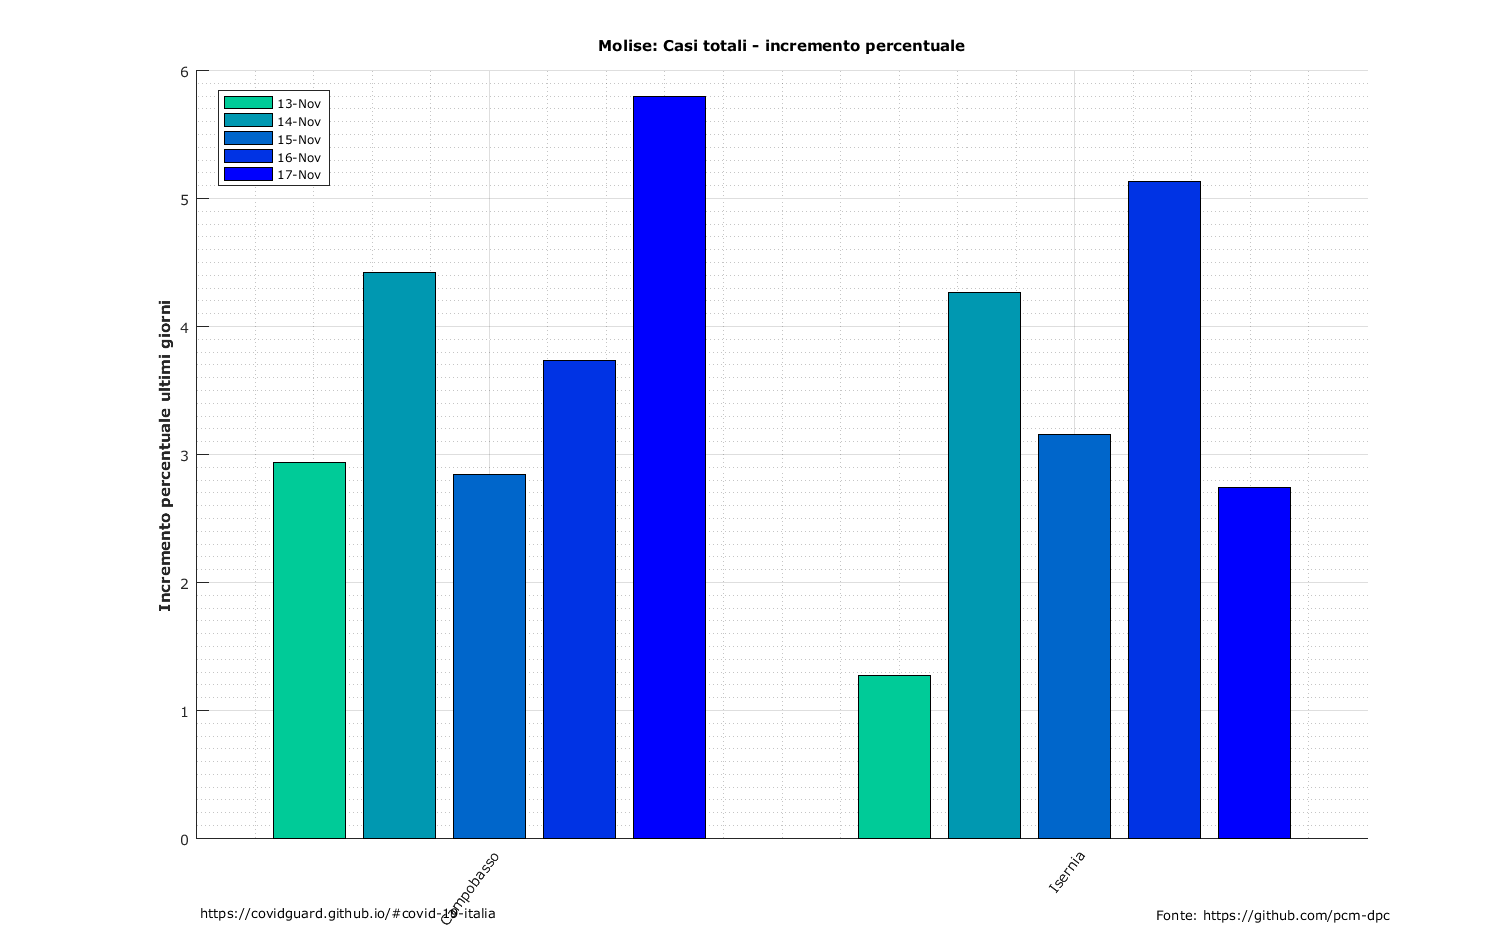 Molise: Casi totali - incremento percentuale
6
5
4
3
2
1
0
Incremento percentuale ultimi giorni
13-Nov
14-Nov
15-Nov
16-Nov
17-Nov
Campobasso
Isernia
https://covidguard.github.io/#covid-19-italia
Fonte: https://github.com/pcm-dpc